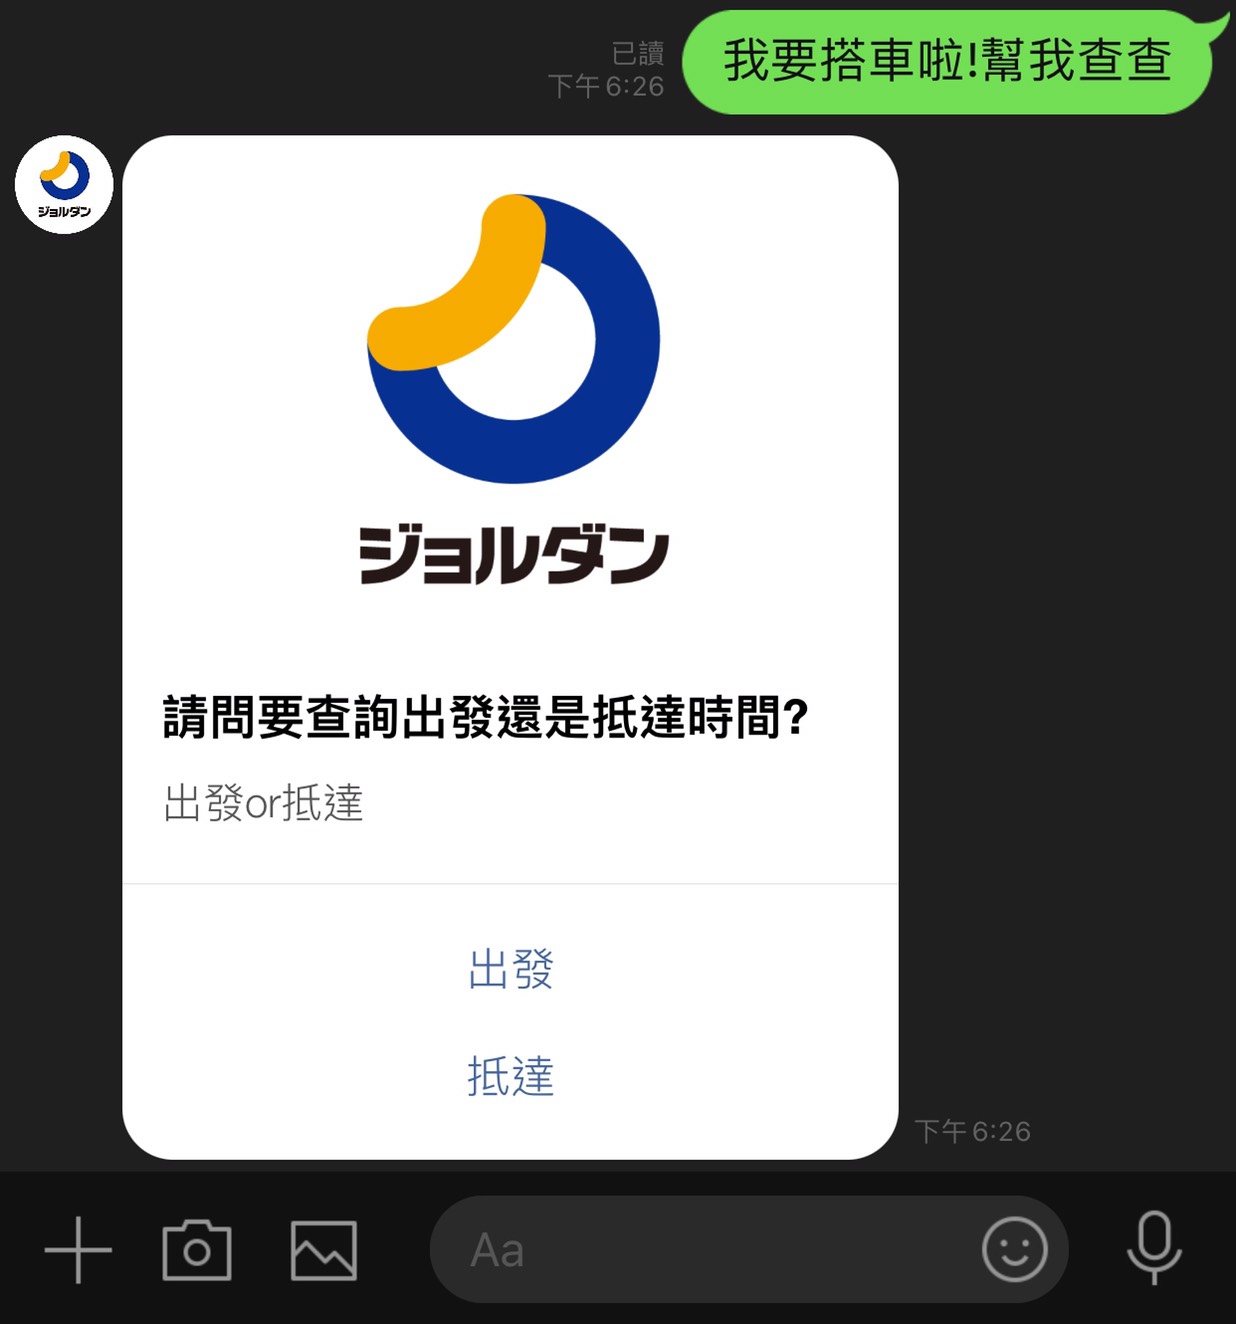 我要搭車啦!幫我查查
已讀
下午 6:26
ジョルダン
ジョルダン
請問要查詢出發還是抵達時間?
出發or抵達
出發
抵達
下午 6:26
Aa